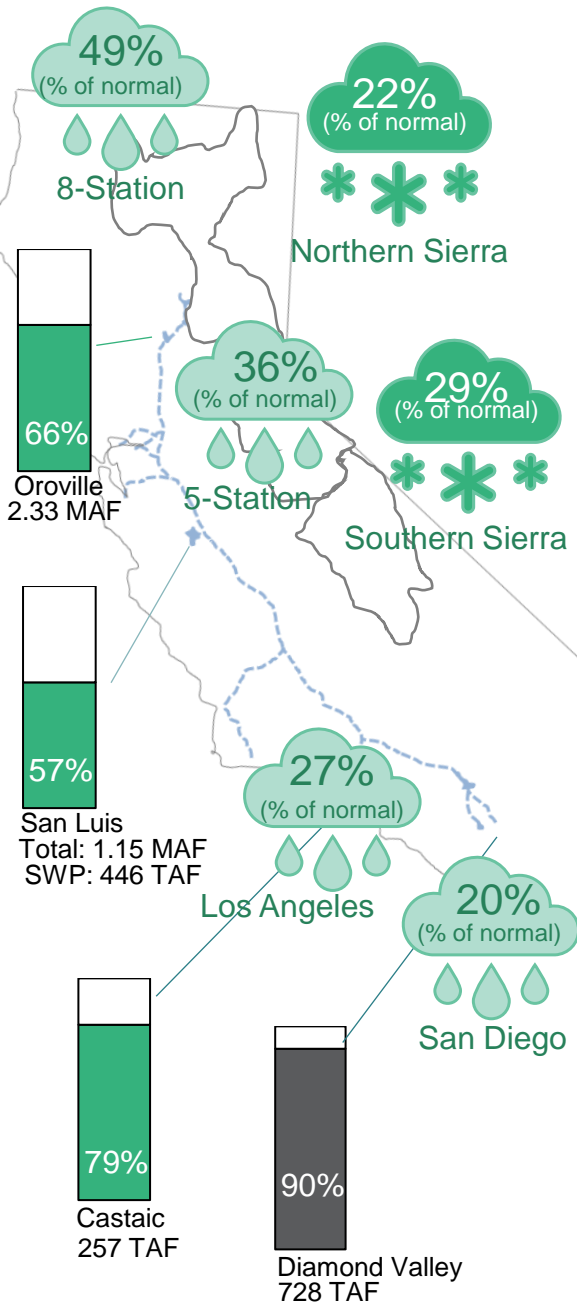 49%
(% of normal)
8-Station
22%
(% of normal)
Northern Sierra
66%
Oroville
2.33 MAF
36%
(% of normal)
5-Station
29%
(% of normal)
Southern Sierra
57%
San Luis
Total: 1.15 MAF
SWP: 446 TAF
27%
(% of normal)
Los Angeles
20%
(% of normal)
San Diego
79%
Castaic
257 TAF
90%
Diamond Valley
728 TAF